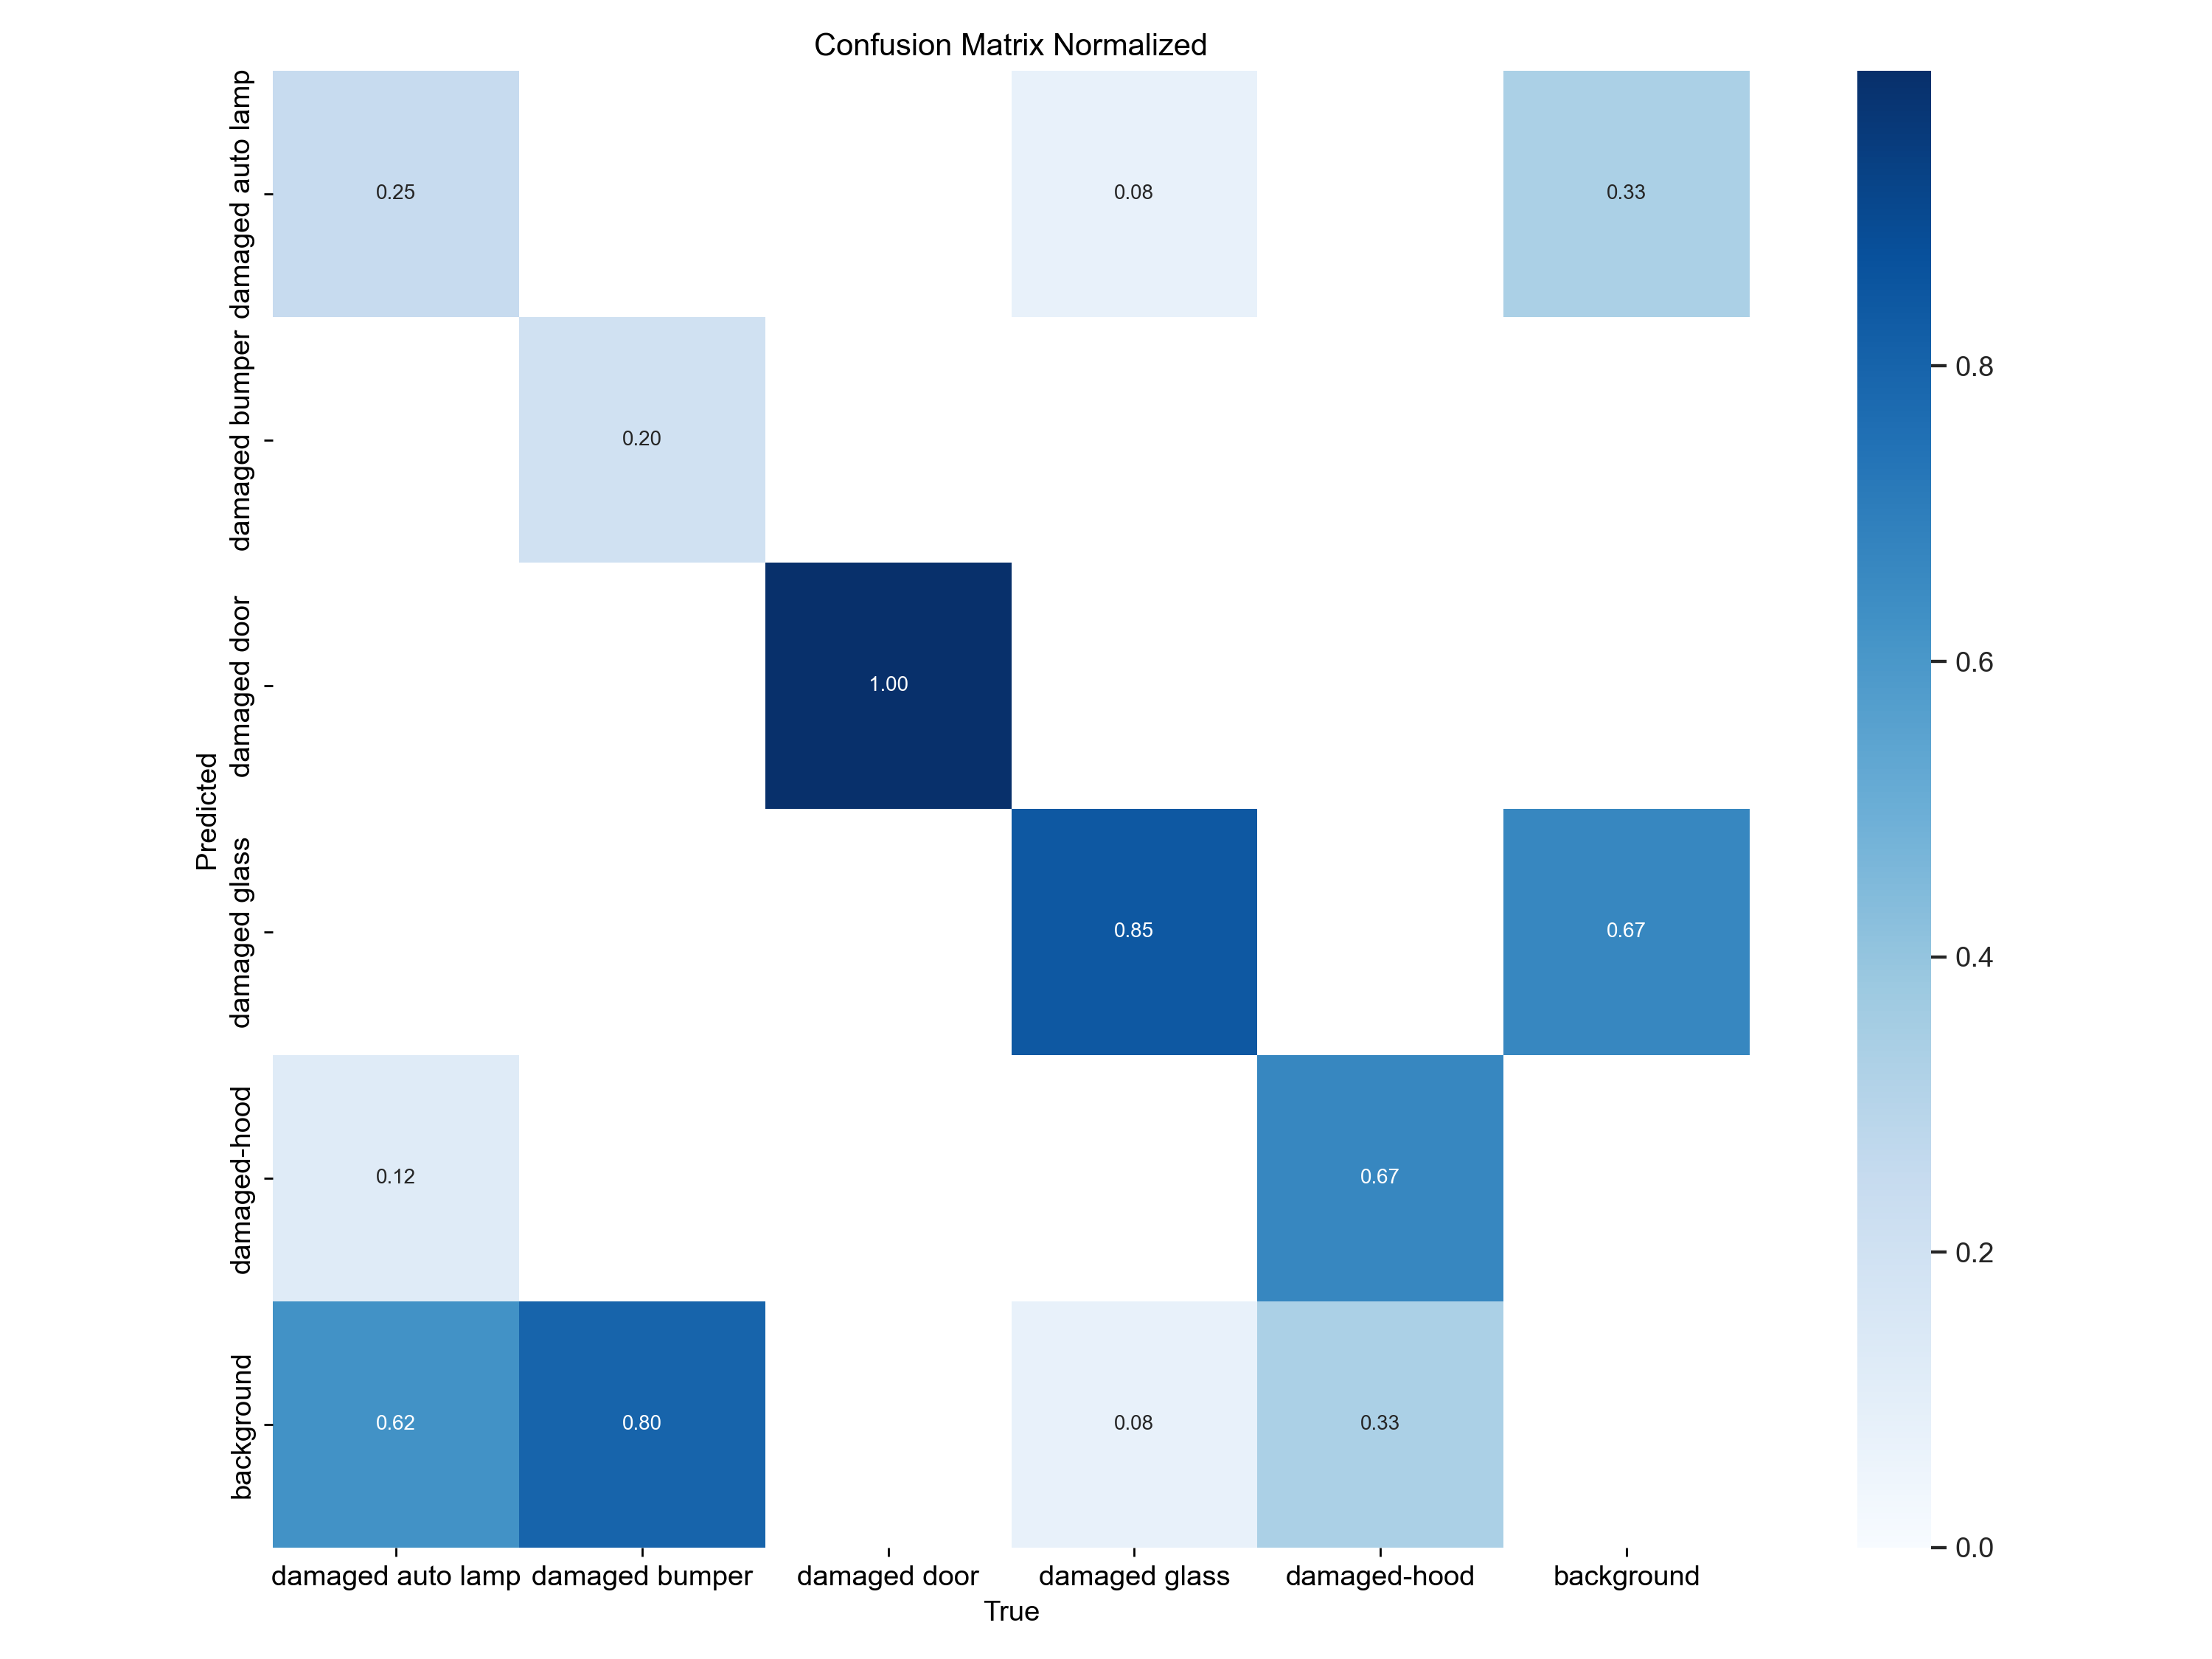 Confusion Matrix Normalized
damaged auto lamp
0.25
0.08
0.33
damaged bumper
0.20
damaged door
1.00
damaged glass
0.85
0.67
damaged-hood
0.12
0.67
background
0.62
0.80
0.08
0.33
Predicted
damaged auto lamp
damaged bumper
damaged door
damaged glass
damaged-hood
background
True
0.8
0.6
0.4
0.2
0.0